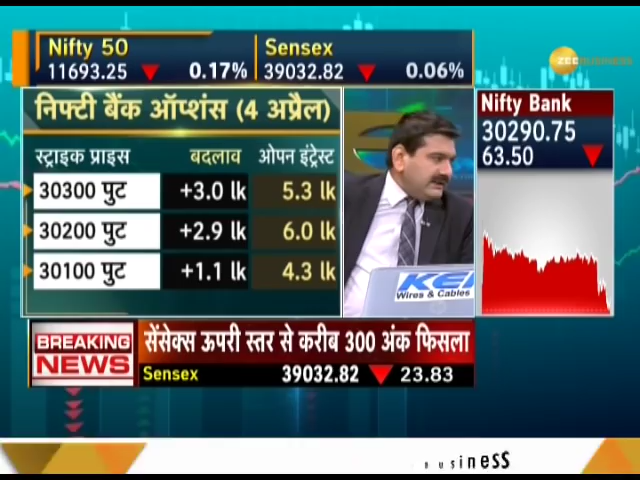 Nifty 50
11693.25 0.17%
Sensex
39032.82 0.06%
ZEE BUSINESS
निफ्टी बैंक ऑप्शंस (4 अप्रैल)
स्ट्राइक प्राइस बदलाव ओपन इंट्रेस्ट
30300 पुट +3.0 lk 5.3 lk
30200 पुट +2.9 lk 6.0 lk
30100 पुट +1.1 lk 4.3 lk
Nifty Bank
30290.75
63.50
KEI
Wires & Cables
BREAKING
NEWS
सेंसेक्स ऊपरी स्तर से करीब 300 अंक फिसला
Sensex 39032.82 23.83
BUSINESS